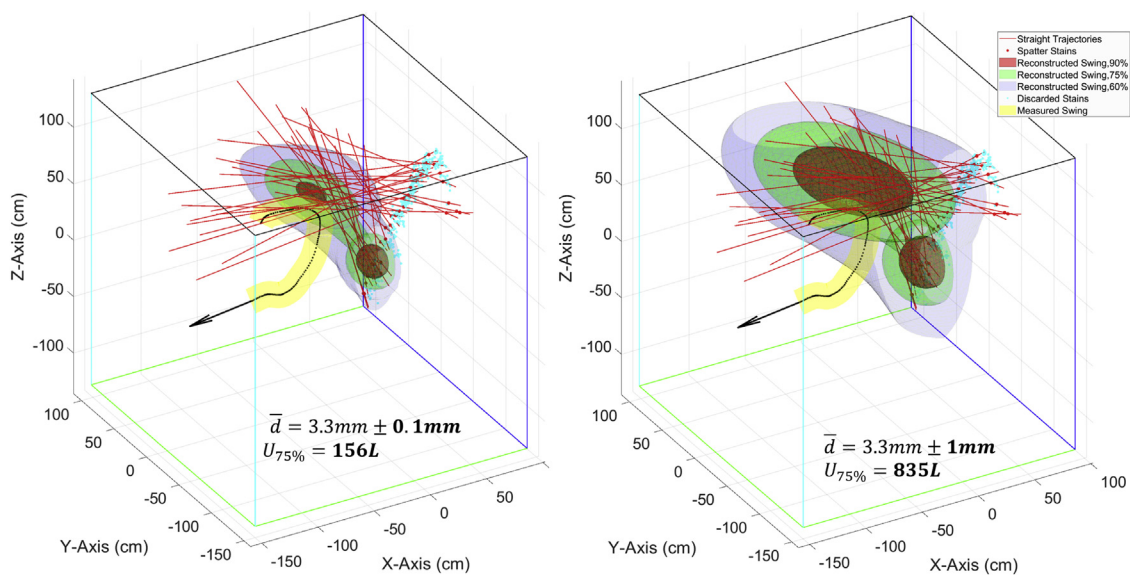 Straight Trajectories
Spatter Stains
Reconstructed Swing,90%
Reconstructed Swing,75%
Reconstructed Swing,60%
Discarded Stains
Measured Swing
100
50
0
-50
-100
Z-Axis (cm)
100
50
0
-50
-100
-150
Y-Axis (cm)
-150
-100
-50
0
50
X-Axis (cm)
d̅ = 3.3mm ± 0.1mm
U75% = 156L
100
50
0
-50
-100
Z-Axis (cm)
100
50
0
-50
-100
-150
Y-Axis (cm)
-150
-100
-50
0
50
100
X-Axis (cm)
d̅ = 3.3mm ± 1mm
U75% = 835L